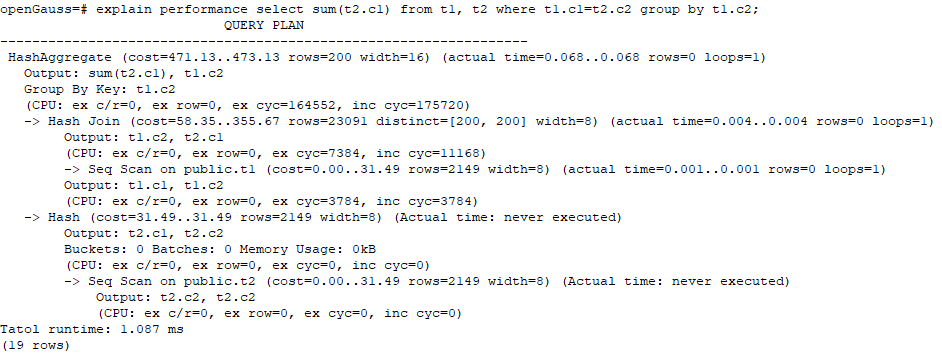 openGauss=# explain performance select sum(t2.c1) from t1, t2 where t1.c1=t2.c2 group by t1.c2;
QUERY PLAN
------------------------------------------------------------------
HashAggregate (cost=471.13..473.13 rows=200 width=16) (actual time=0.068..0.068 rows=0 loops=1)
Output: sum(t2.c1), t1.c2
Group By Key: t1.c2
(CPU: ex c/r=0, ex row=0, ex cyc=164552, inc cyc=175720)
-> Hash Join (cost=58.35..355.67 rows=23091 distinct=[200, 200] width=8) (actual time=0.004..0.004 rows=0 loops=1)
Output: t1.c2, t2.c1
(CPU: ex c/r=0, ex row=0, ex cyc=7384, inc cyc=11168)
-> Seq Scan on public.t1 (cost=0.00..31.49 rows=2149 width=8) (actual time=0.001..0.001 rows=0 loops=1)
Output: t1.c1, t1.c2
(CPU: ex c/r=0, ex row=0, ex cyc=3784, inc cyc=3784)
-> Hash (cost=31.49..31.49 rows=2149 width=8) (Actual time: never executed)
Output: t2.c1, t2.c2
Buckets: 0 Batches: 0 Memory Usage: 0kB
(CPU: ex c/r=0, ex row=0, ex cyc=0, inc cyc=0)
-> Seq Scan on public.t2 (cost=0.00..31.49 rows=2149 width=8) (Actual time: never executed)
Output: t2.c2, t2.c2
(CPU: ex c/r=0, ex row=0, ex cyc=0, inc cyc=0)
Tatol runtime: 1.087 ms
(19 rows)